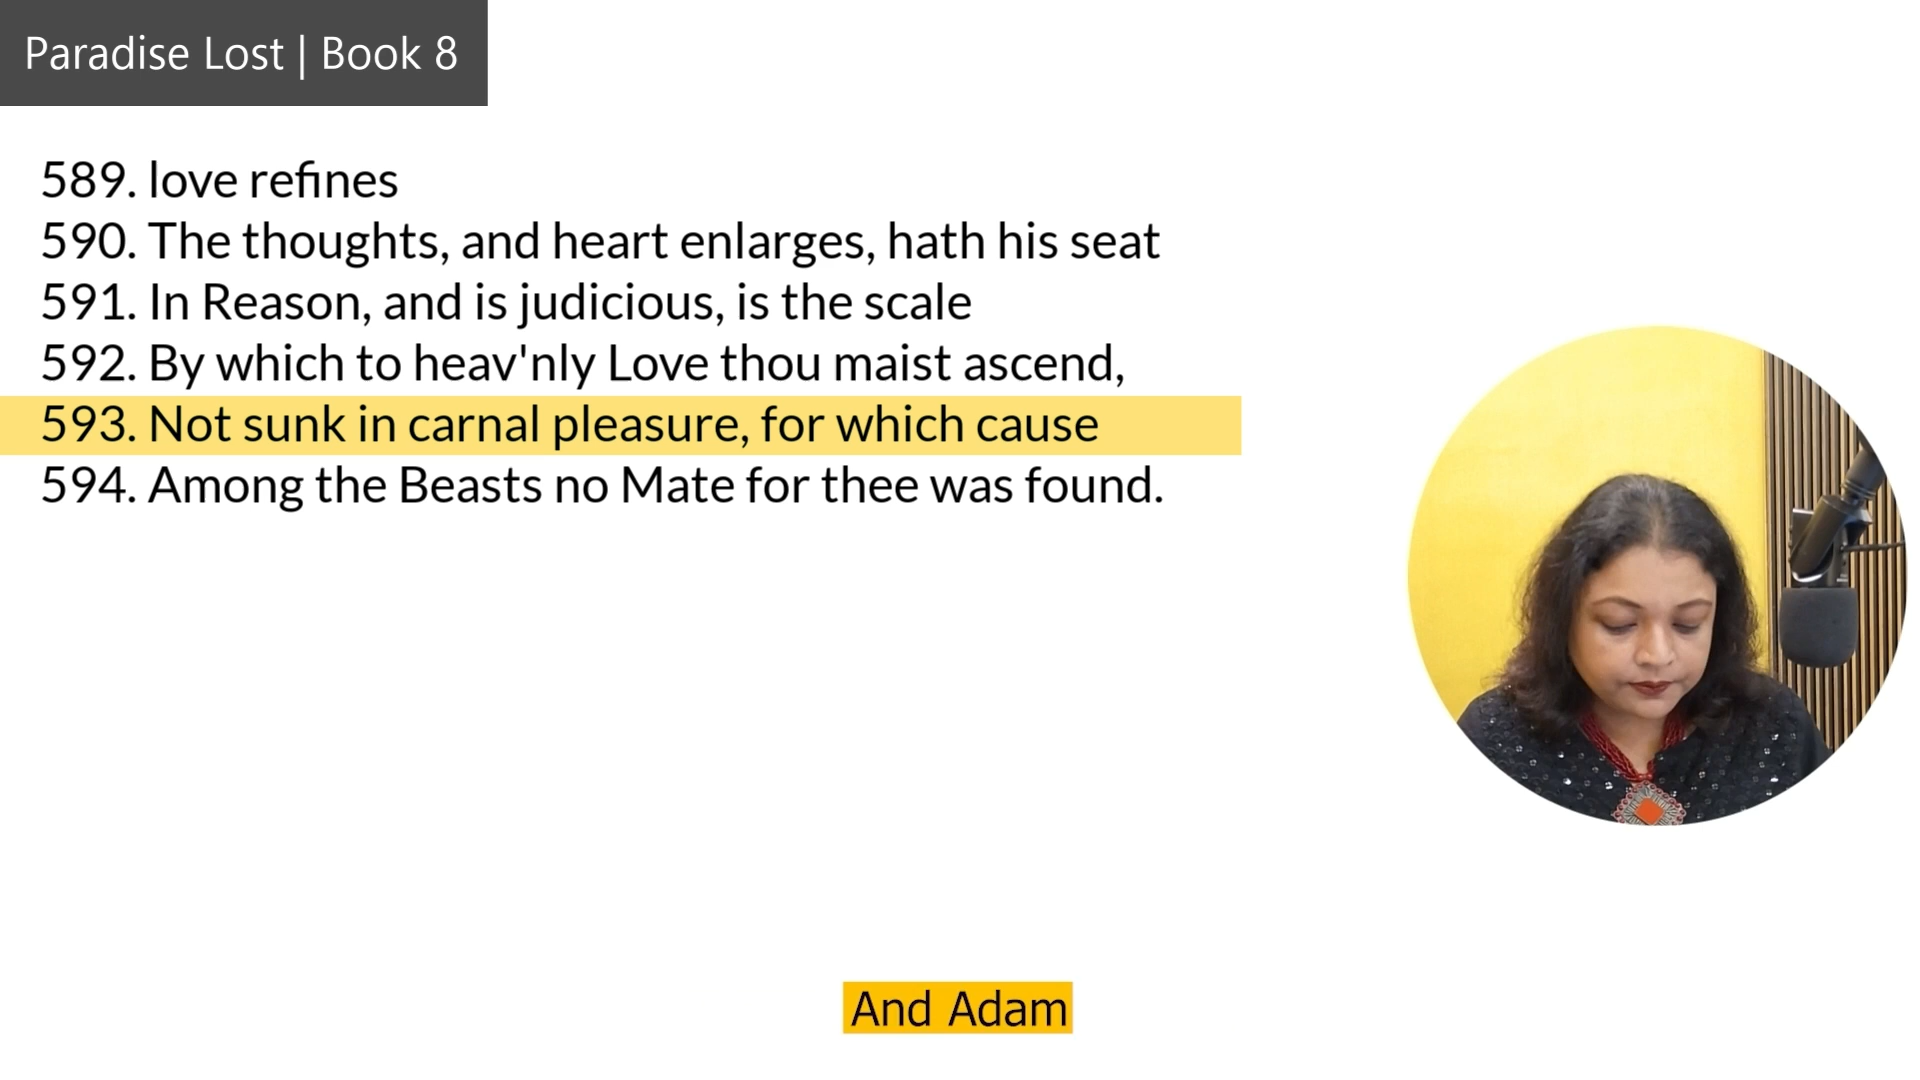 Paradise Lost | Book 8
589. love refines
590. The thoughts, and heart enlarges, hath his seat
591. In Reason, and is judicious, is the scale
592. By which to heav'nly Love thou maist ascend,
593. Not sunk in carnal pleasure, for which cause
594. Among the Beasts no Mate for thee was found.
And Adam